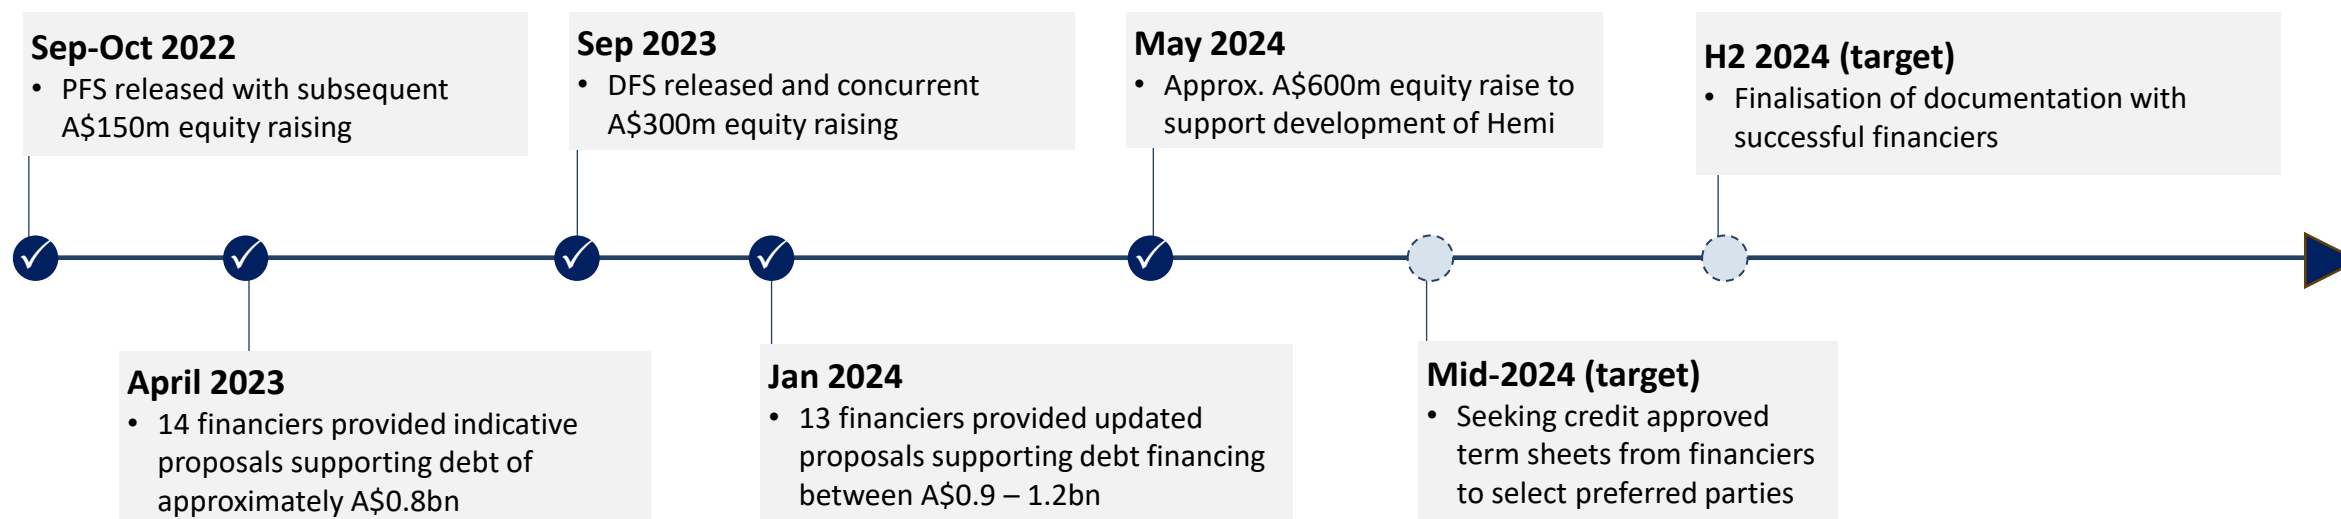 Sep-Oct 2022
• PFS released with subsequent
A$150m equity raising
Sep 2023
• DFS released and concurrent
A$300m equity raising
May 2024
• Approx. A$600m equity raise to
support development of Hemi
H2 2024 (target)
• Finalisation of documentation with
successful financiers
April 2023
• 14 financiers provided indicative
proposals supporting debt of
approximately A$0.8bn
Jan 2024
• 13 financiers provided updated
proposals supporting debt financing
between A$0.9 – 1.2bn
Mid-2024 (target)
• Seeking credit approved
term sheets from financiers
to select preferred parties